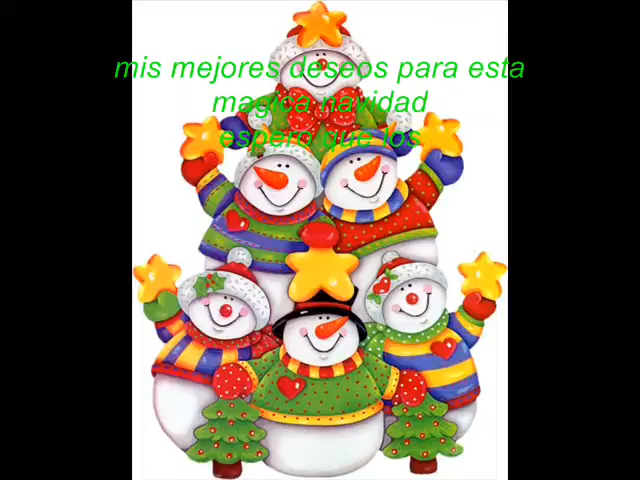 mis mejores deseos para esta
magica navidad
espero que los